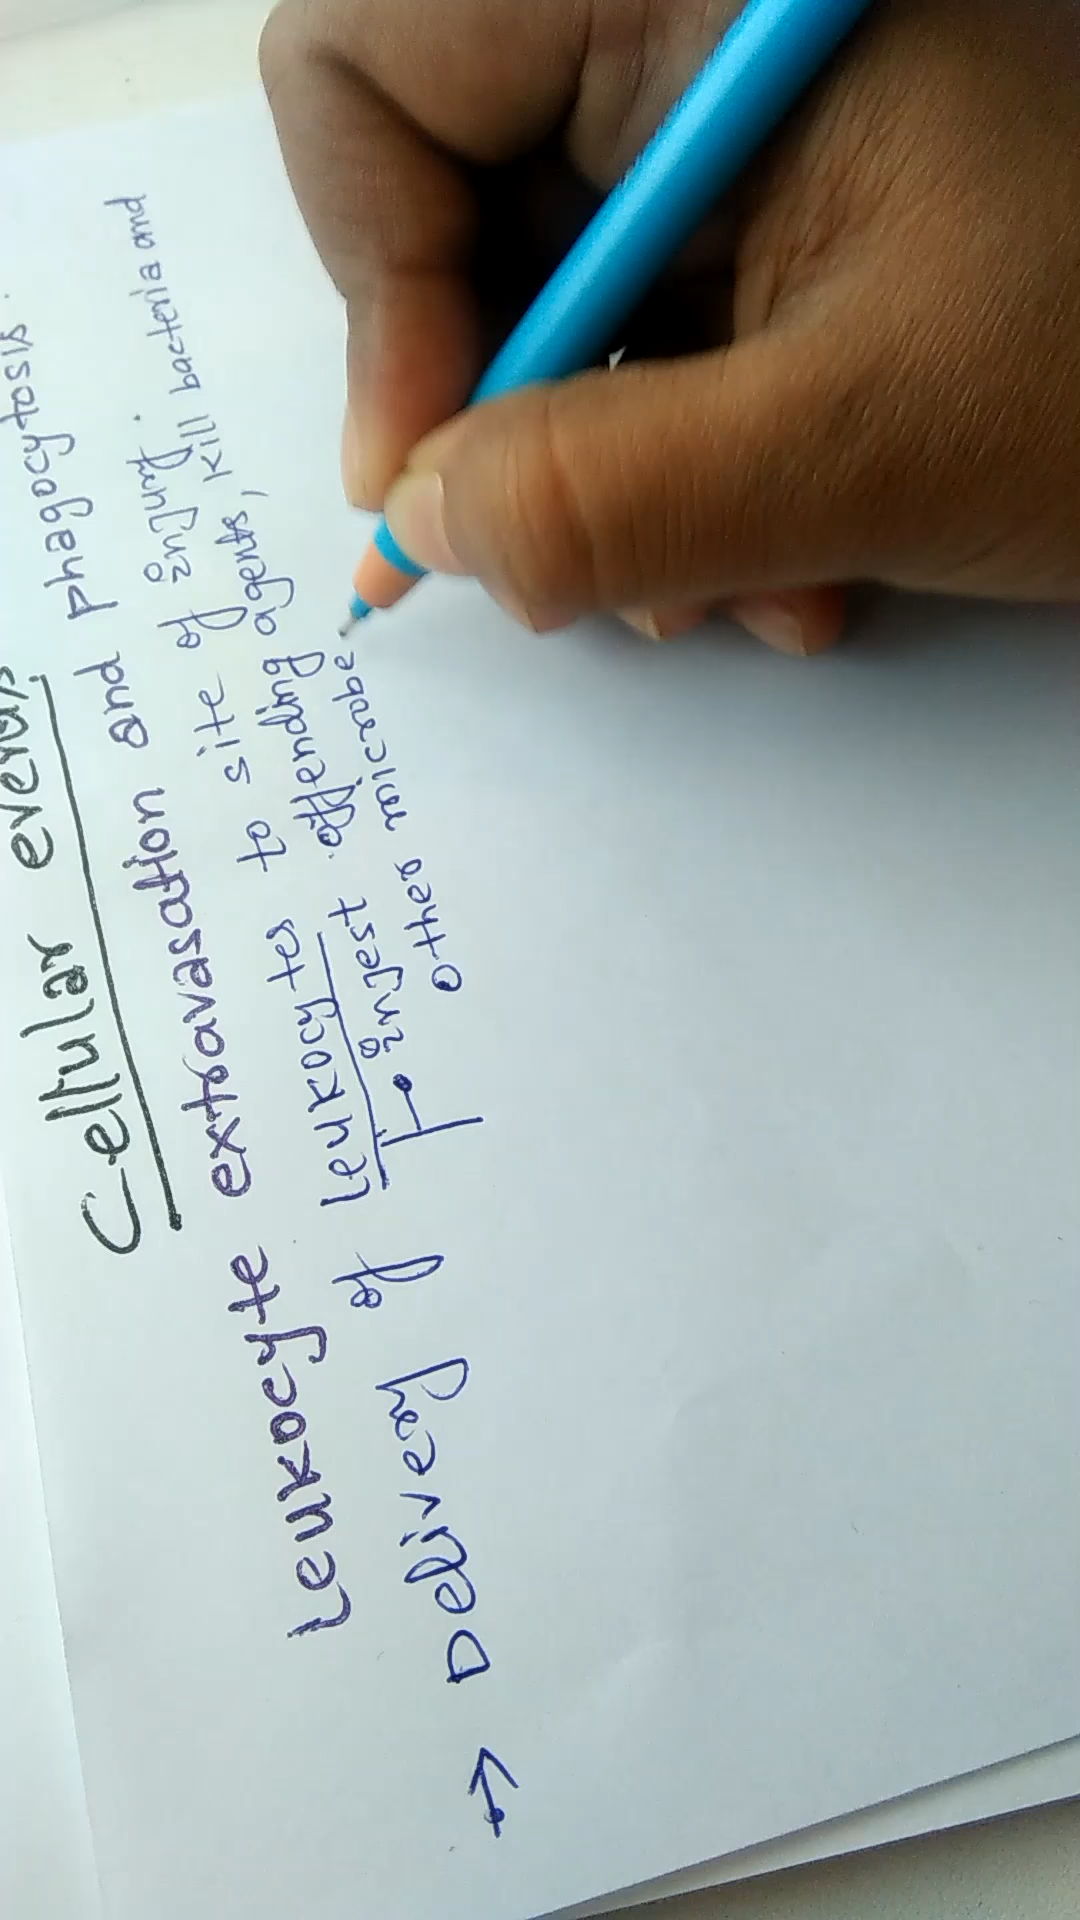 Cellular events
Leukocyte extravasation and phagocytosis.
→ Delivery of leukocytes to site of injury.
ingest offending agents, kill bacteria and
other microbe